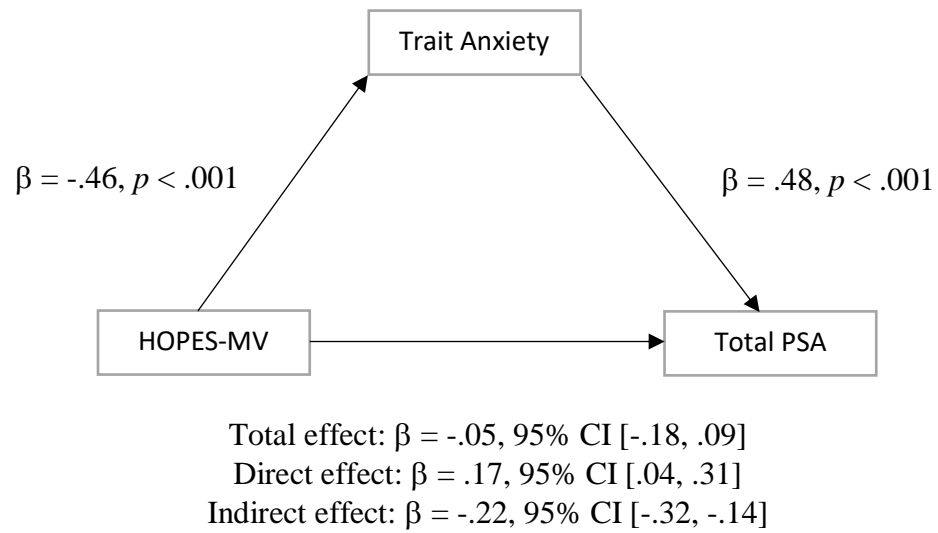 Trait Anxiety
β = -.46, p < .001
β = .48, p < .001
HOPES-MV
Total PSA
Total effect: β = -.05, 95% CI [-.18, .09]
Direct effect: β = .17, 95% CI [.04, .31]
Indirect effect: β = -.22, 95% CI [-.32, -.14]